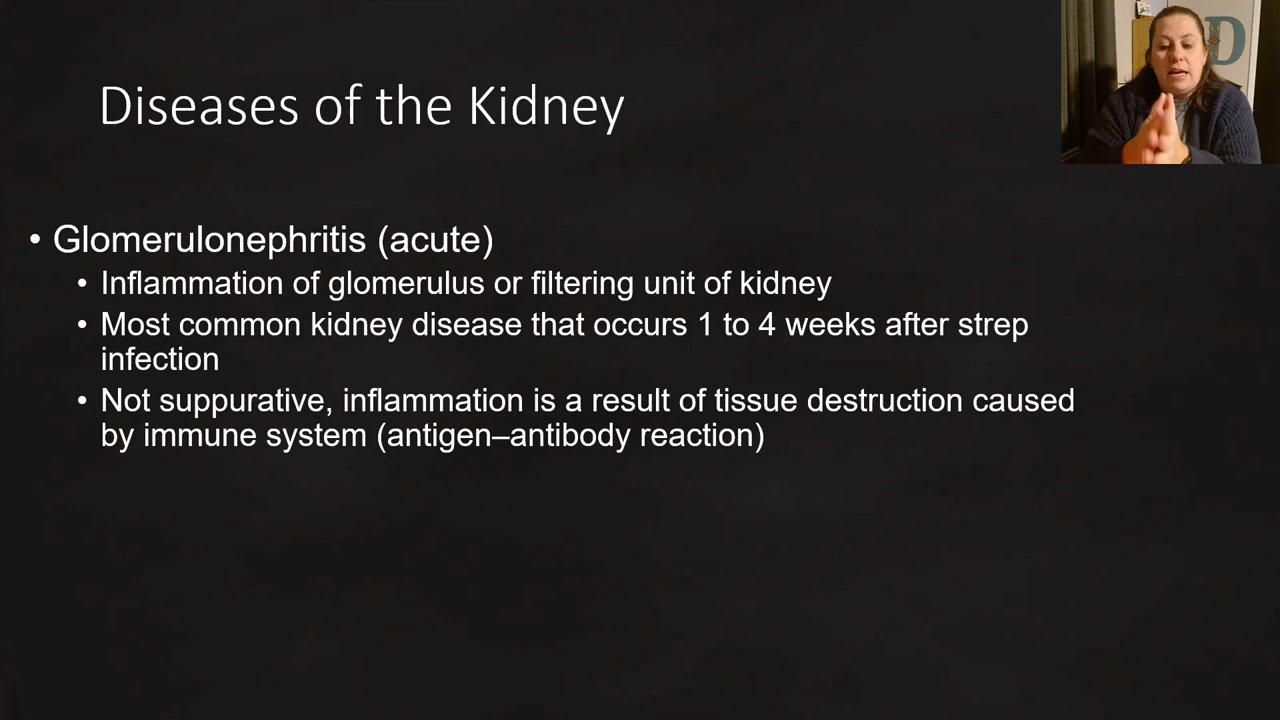 D
Diseases of the Kidney
• Glomerulonephritis (acute)
• Inflammation of glomerulus or filtering unit of kidney
• Most common kidney disease that occurs 1 to 4 weeks after strep
infection
• Not suppurative, inflammation is a result of tissue destruction caused
by immune system (antigen–antibody reaction)